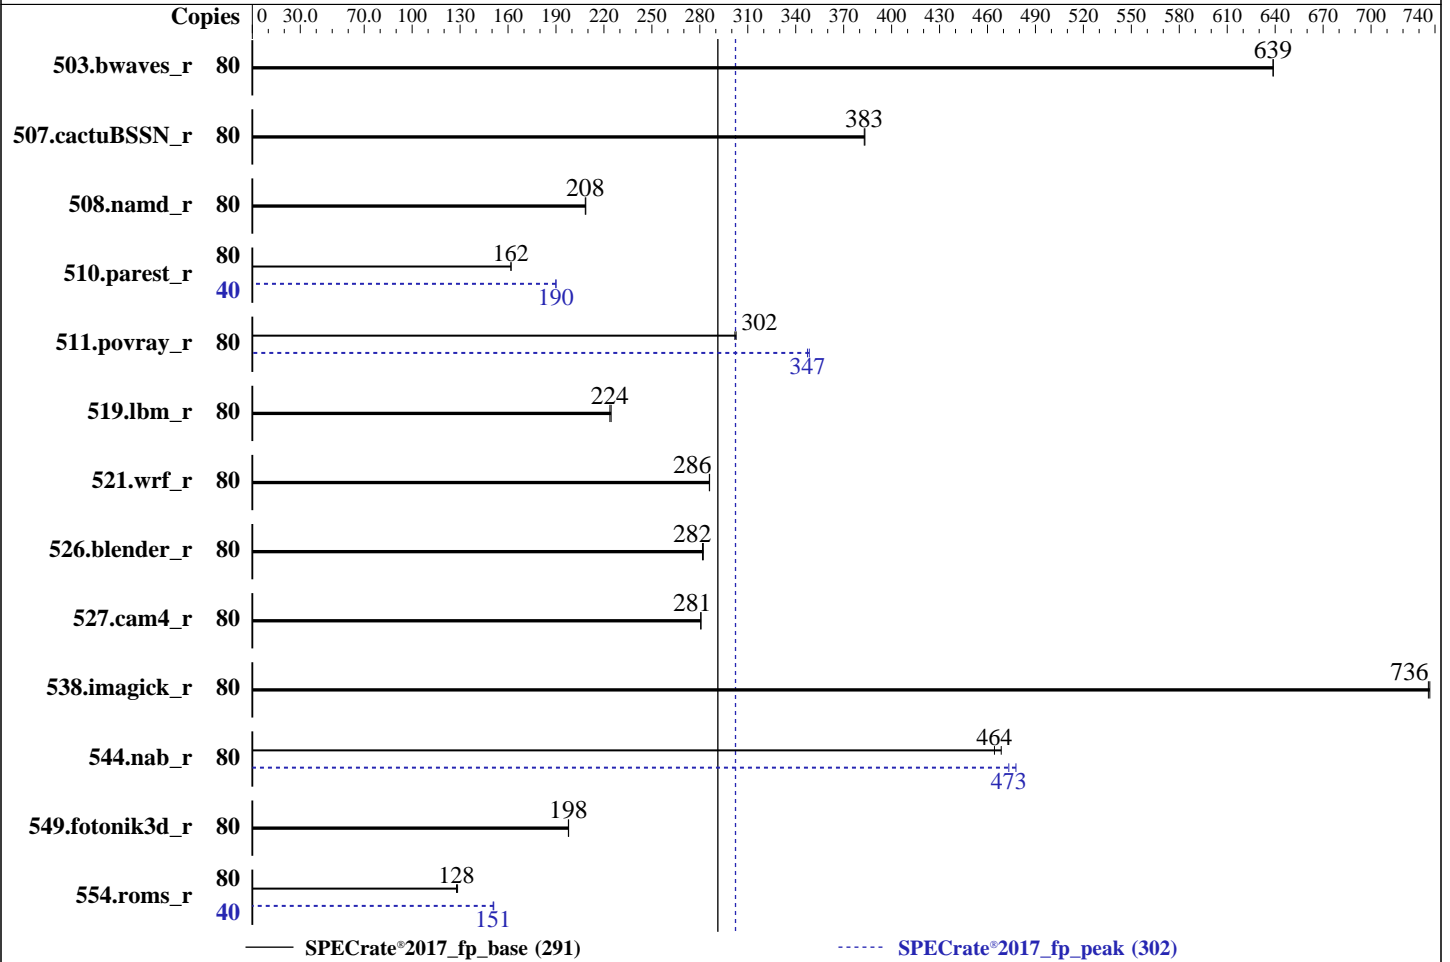 Copies 0 30.0 70.0 100 130 160 190 220 250 280 310 340 370 400 430 460 490 520 550 580 610 640 670 700 740
503.bwaves_r 80 639
507.cactuBSSN_r 80 383
508.namd_r 80 208
510.parest_r 80 162
40 190
511.povray_r 80 302
347
519.lbm_r 80 224
521.wrf_r 80 286
526.blender_r 80 282
527.cam4_r 80 281
538.imagick_r 80 736
544.nab_r 80 464
473
549.fotonik3d_r 80 198
554.roms_r 80 128
40 151
SPECrate®2017_fp_base (291) SPECrate®2017_fp_peak (302)